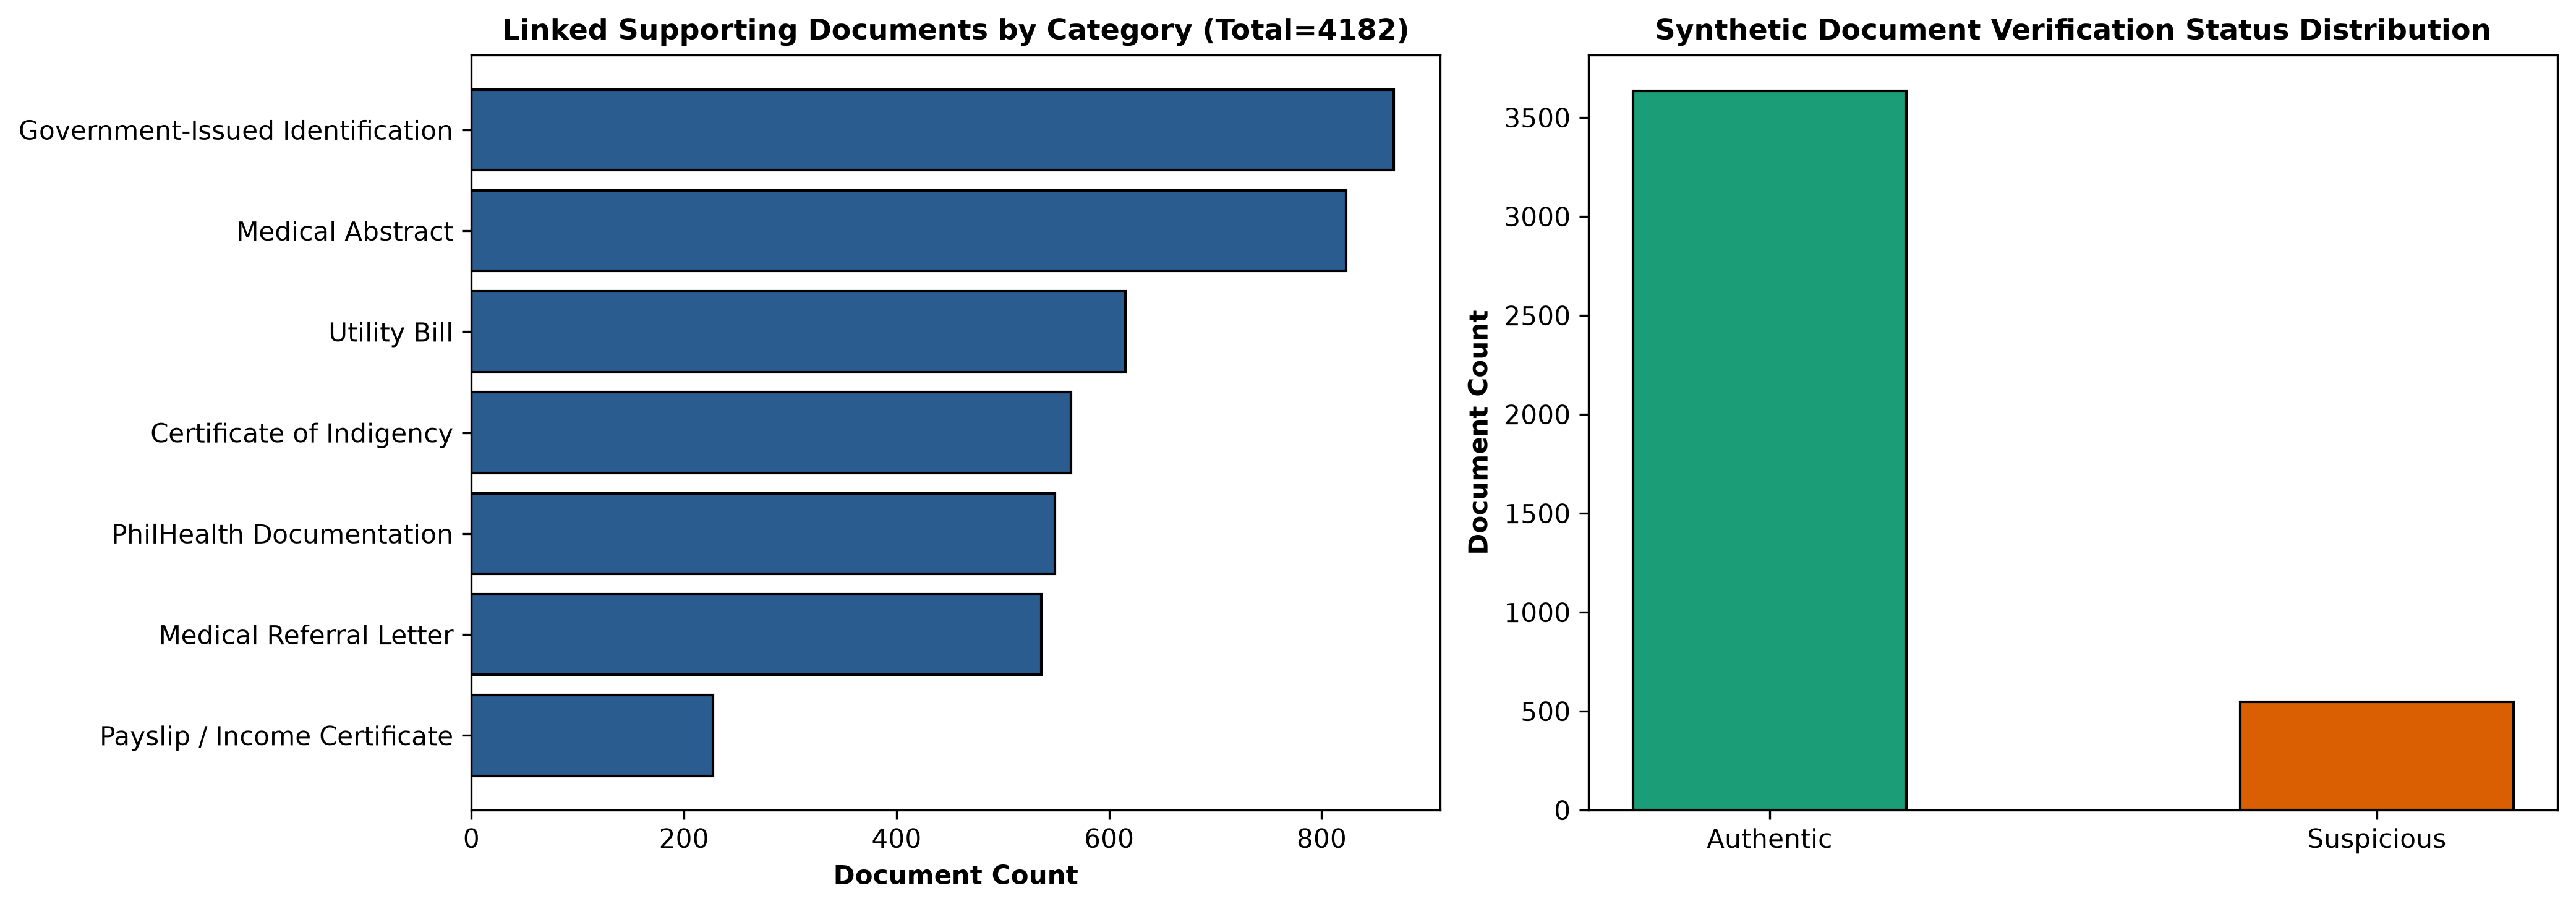 Linked Supporting Documents by Category (Total=4182)
Government-Issued Identification
Medical Abstract
Utility Bill
Certificate of Indigency
PhilHealth Documentation
Medical Referral Letter
Payslip / Income Certificate
0 200 400 600 800
Document Count
Synthetic Document Verification Status Distribution
Document Count
3500
3000
2500
2000
1500
1000
500
0
Authentic Suspicious